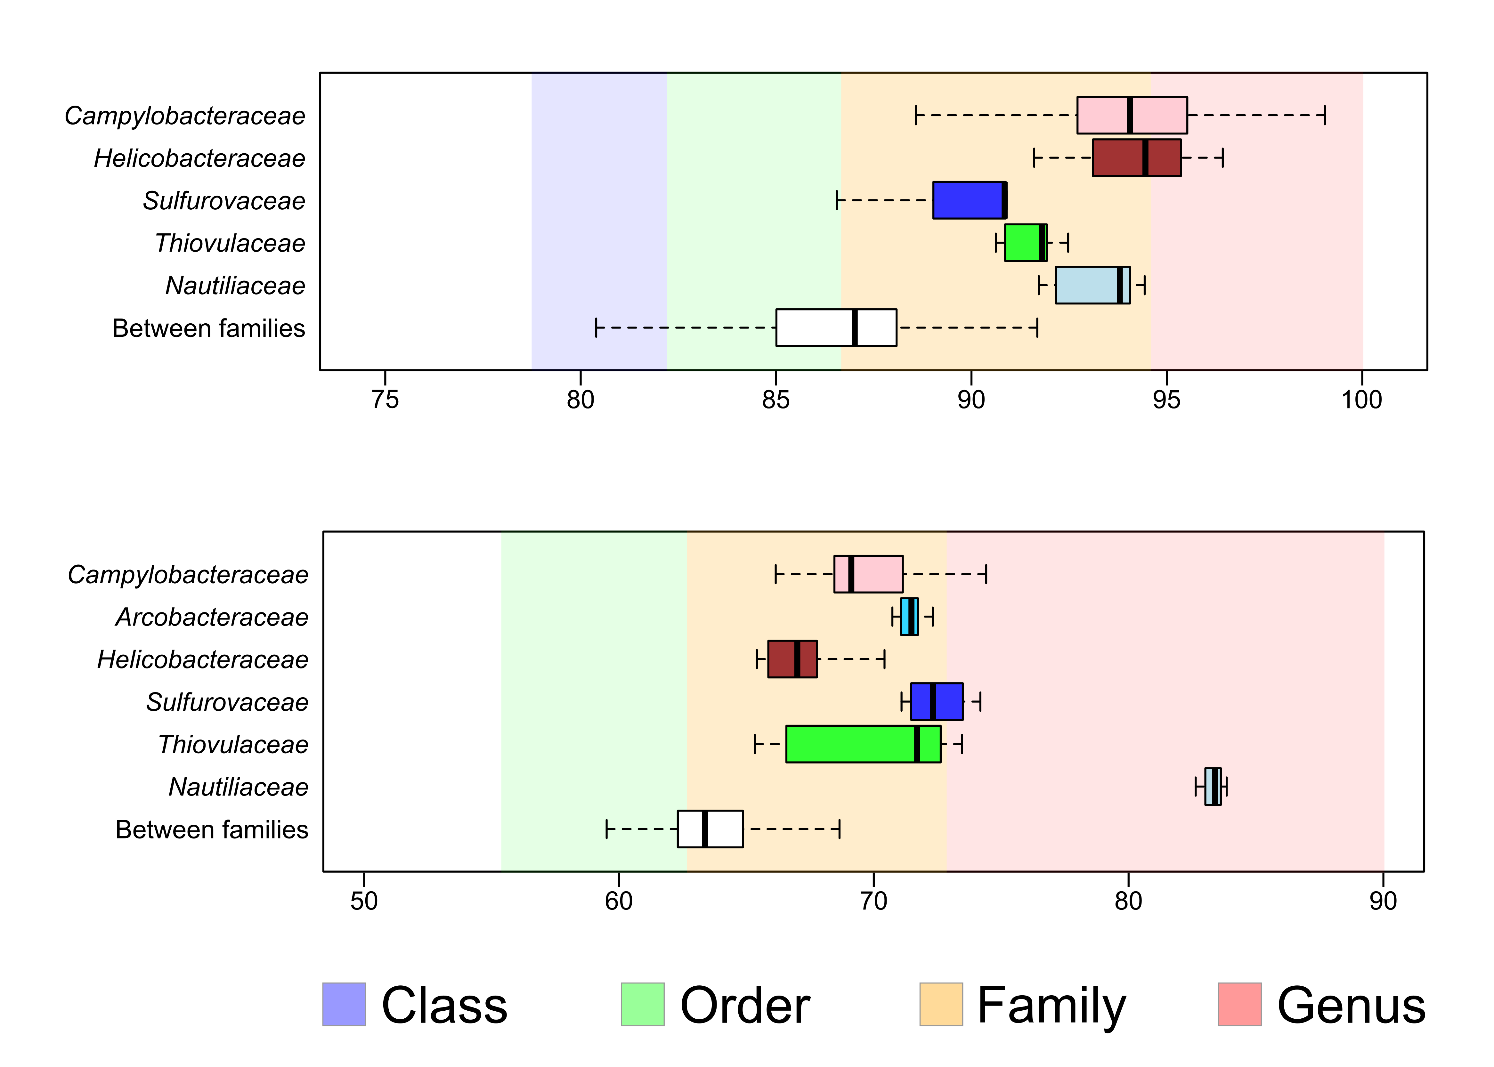 Campylobacteraceae
Helicobacteraceae
Sulfurovaceae
Thiovulaceae
Nautiliaceae
Between families
75 80 85 90 95 100
Campylobacteraceae
Arcobacteraceae
Helicobacteraceae
Sulfurovaceae
Thiovulaceae
Nautiliaceae
Between families
50 60 70 80 90
Class Order Family Genus